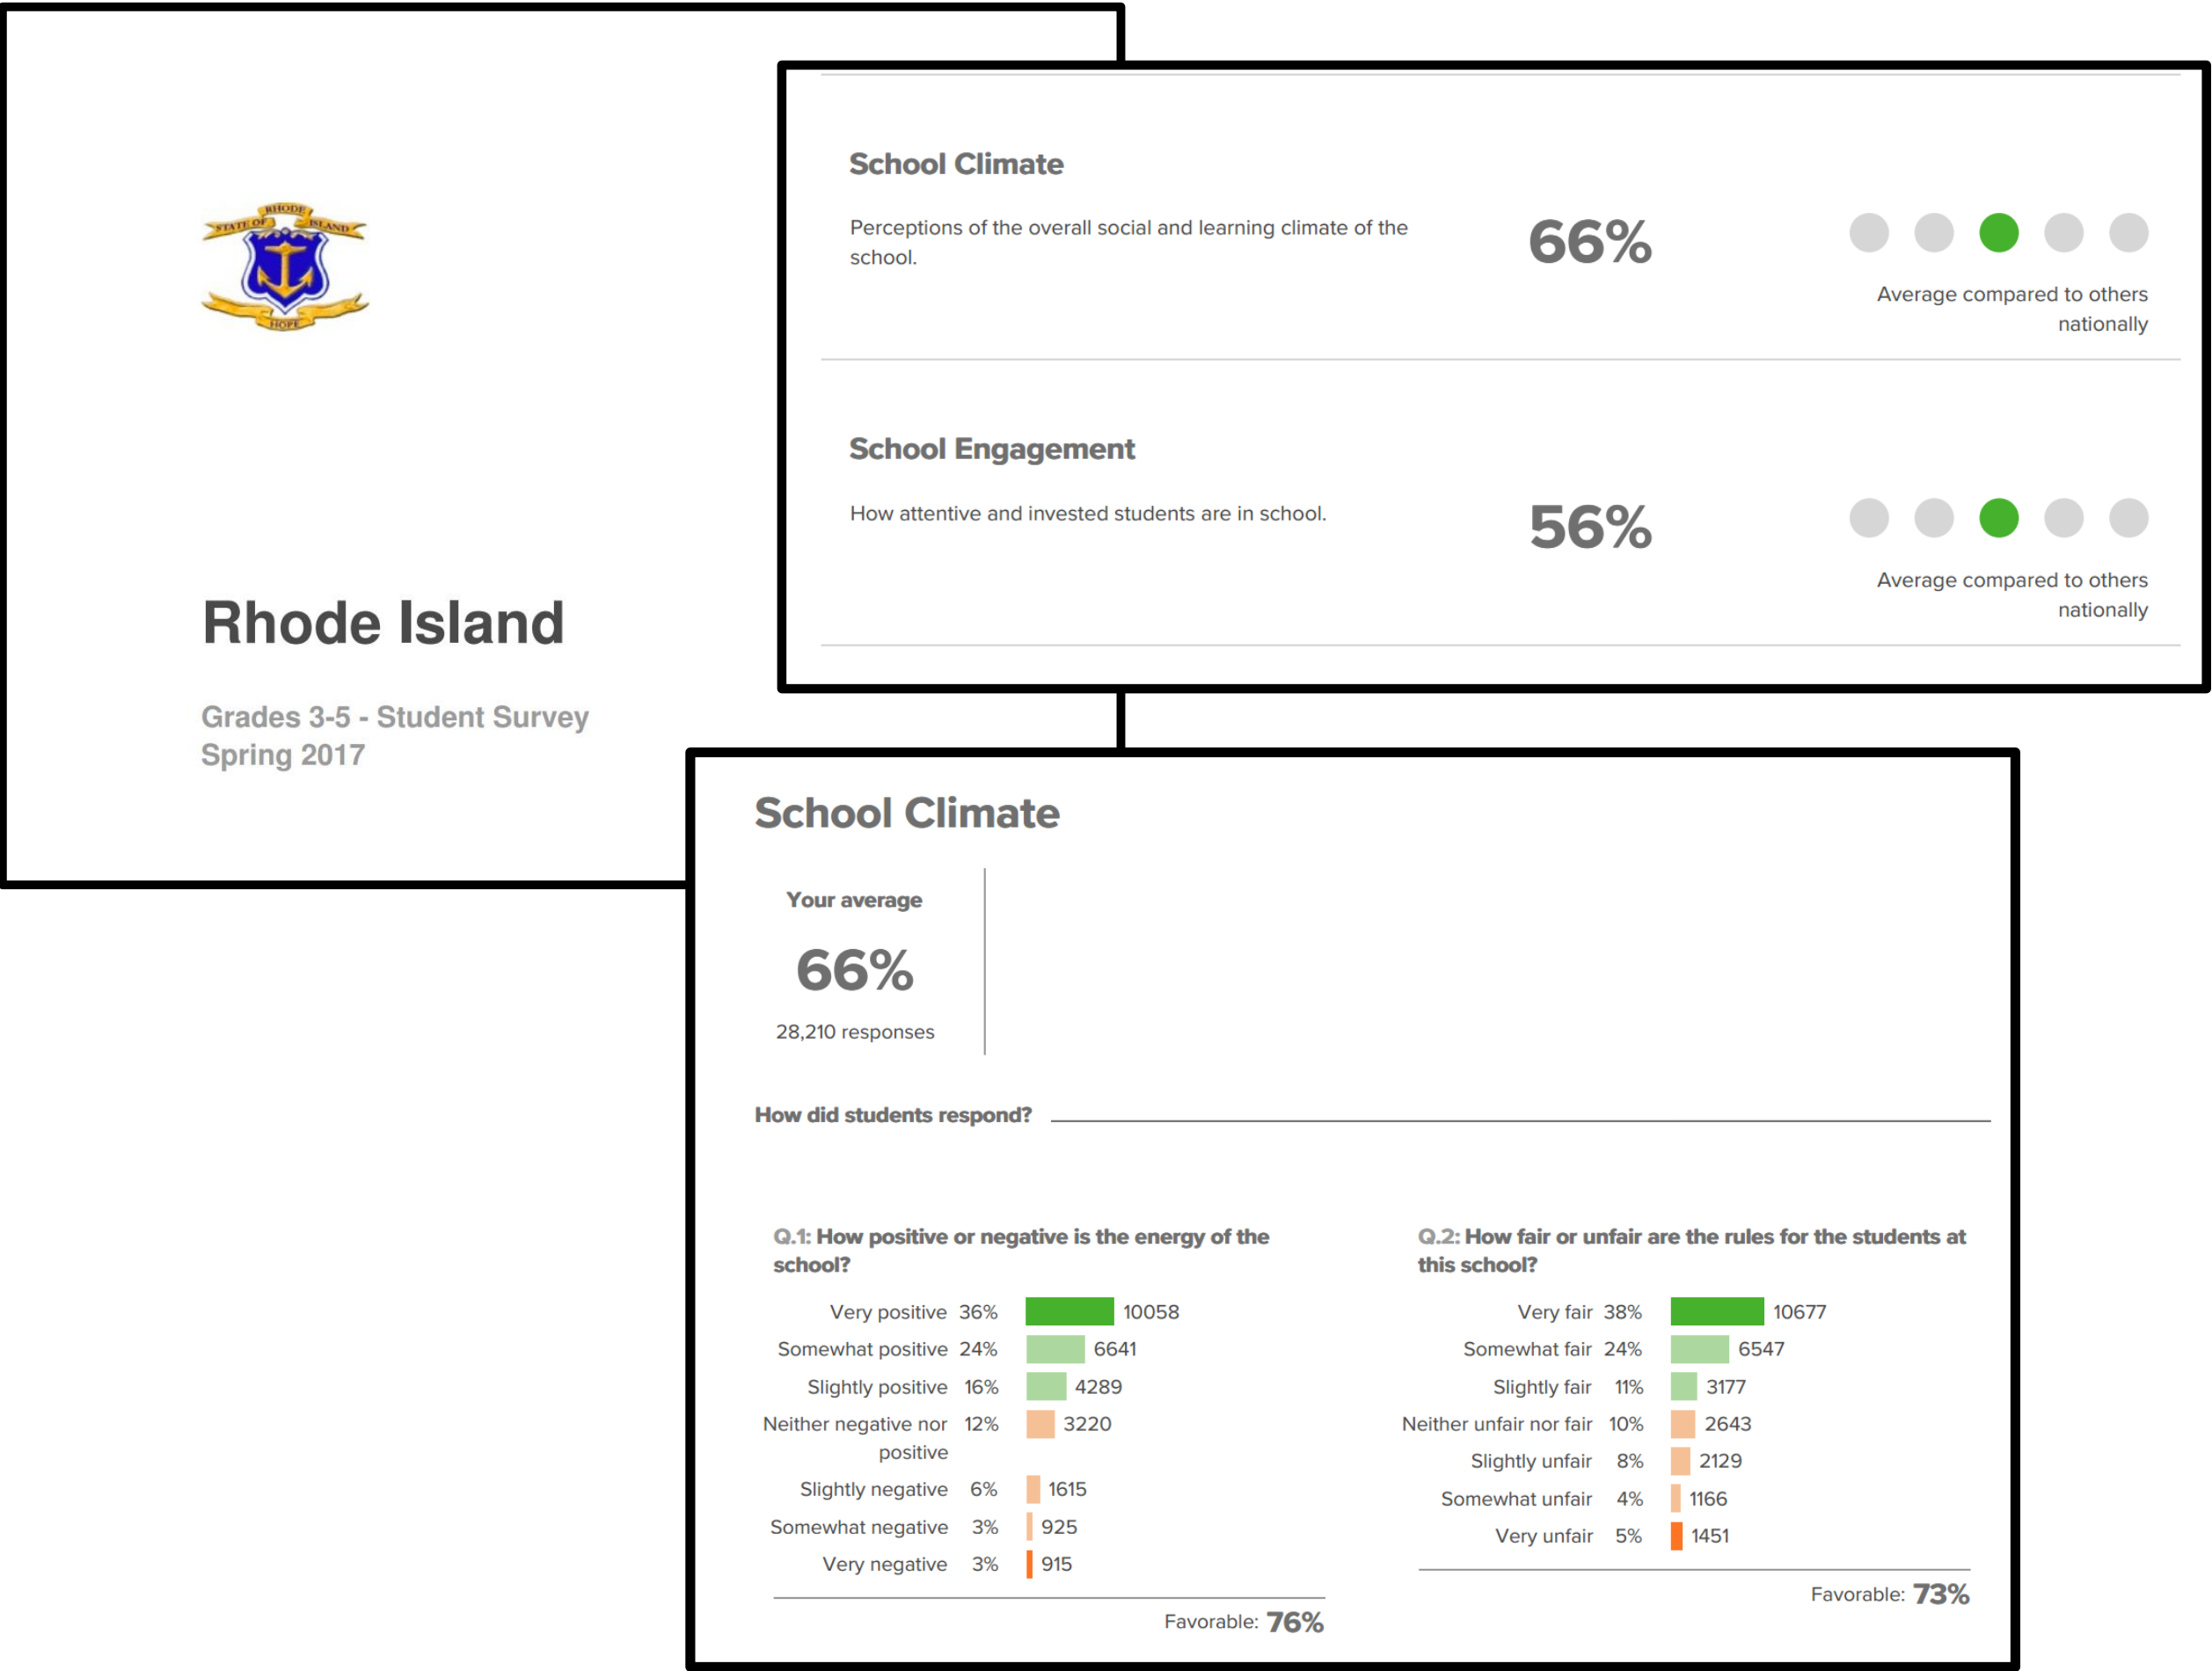 STATE OF RHODE ISLAND
HOPE
Rhode Island
Grades 3-5 - Student Survey
Spring 2017
School Climate
Perceptions of the overall social and learning climate of the
school.
66%
Average compared to others
nationally
School Engagement
How attentive and invested students are in school.
56%
Average compared to others
nationally
School Climate
Your average
66%
28,210 responses
How did students respond?
Q.1: How positive or negative is the energy of the
school?
Very positive 36% 10058
Somewhat positive 24% 6641
Slightly positive 16% 4289
Neither negative nor 12% 3220
positive
Slightly negative 6% 1615
Somewhat negative 3% 925
Very negative 3% 915
Favorable: 76%
Q.2: How fair or unfair are the rules for the students at
this school?
Very fair 38% 10677
Somewhat fair 24% 6547
Slightly fair 11% 3177
Neither unfair nor fair 10% 2643
Slightly unfair 8% 2129
Somewhat unfair 4% 1166
Very unfair 5% 1451
Favorable: 73%